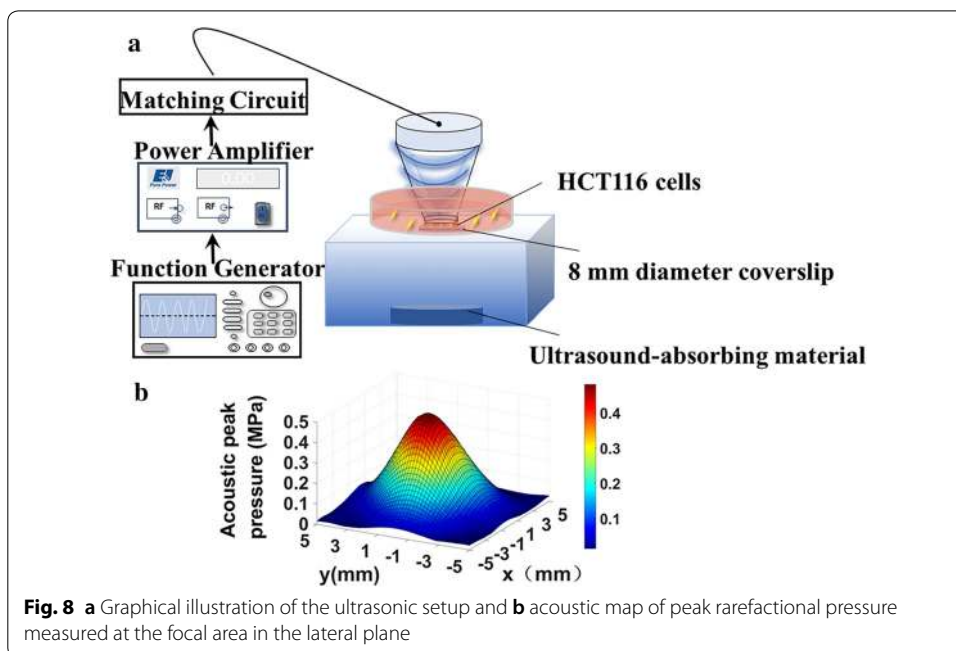 a
Matching Circuit
Power Amplifier
E&I
Pure Power
0.00
RF
RF
Function Generator
HCT116 cells
8 mm diameter coverslip
Ultrasound-absorbing material
b
Acoustic peak
pressure (MPa)
0.5
0.4
0.3
0.2
0.1
0
5
3
1
-1
-3
-5
y(mm)
-5
-3
-1
1
3
5
x (mm)
0.4
0.3
0.2
0.1
Fig. 8 a Graphical illustration of the ultrasonic setup and b acoustic map of peak rarefactional pressure
measured at the focal area in the lateral plane